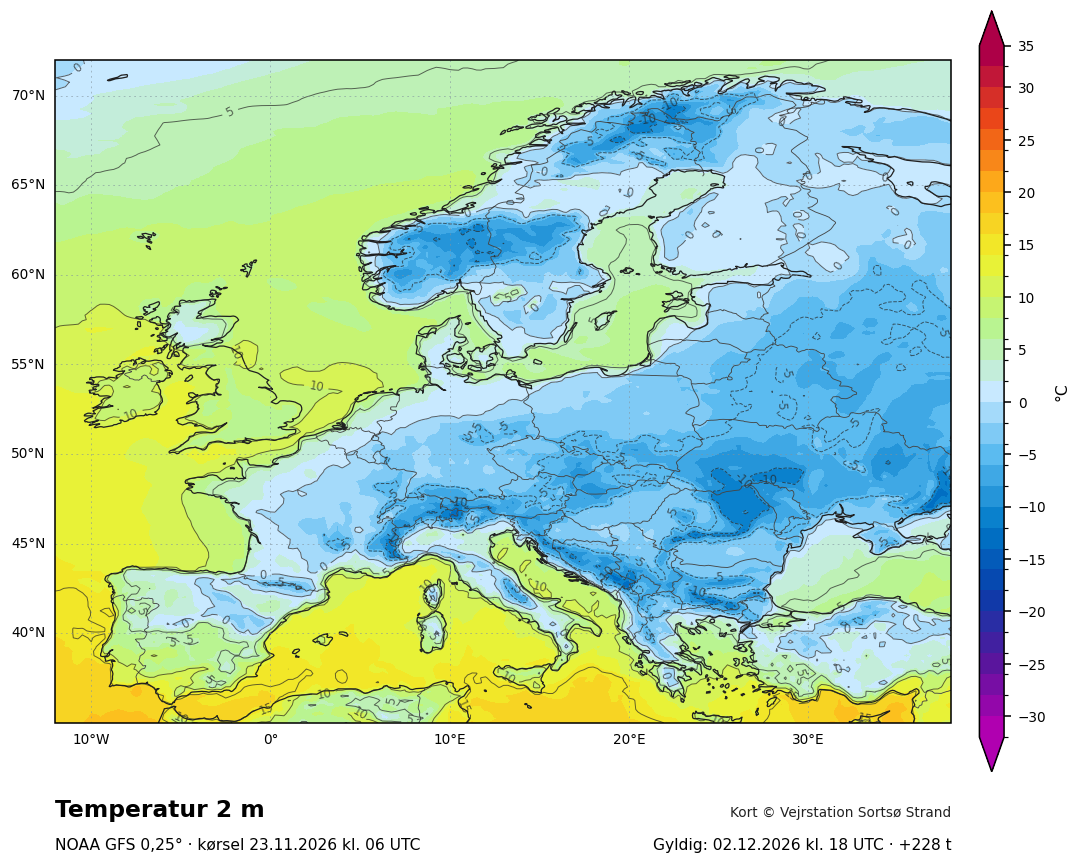 70°N
65°N
60°N
55°N
50°N
45°N
40°N
10°W
0°
10°E
20°E
30°E
35
30
25
20
15
10
5
0
−5
−10
−15
−20
−25
−30
°C
Temperatur 2 m
Kort © Vejrstation Sortsø Strand
NOAA GFS 0,25° · kørsel 23.11.2026 kl. 06 UTC
Gyldig: 02.12.2026 kl. 18 UTC · +228 t